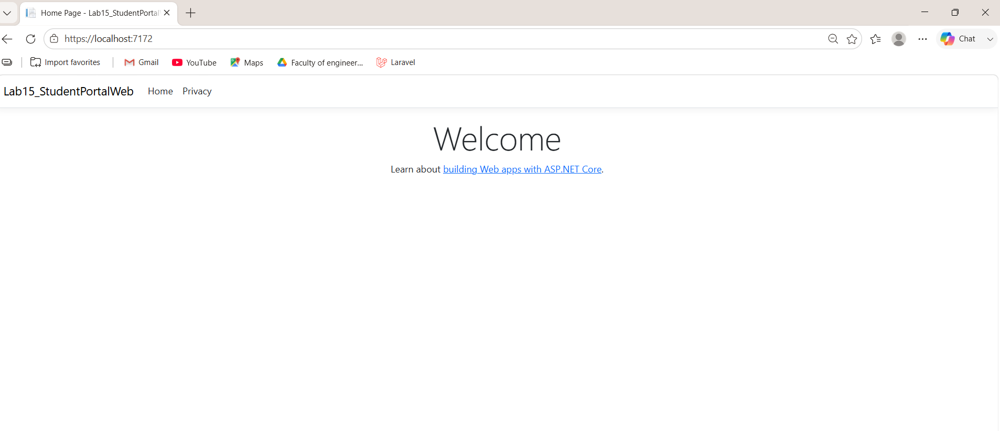 Home Page - Lab15_StudentPortal
https://localhost:7172
Chat
Import favorites
Gmail
YouTube
Maps
Faculty of engineer...
Laravel
Lab15_StudentPortalWeb
Home
Privacy
Welcome
Learn about building Web apps with ASP.NET Core.